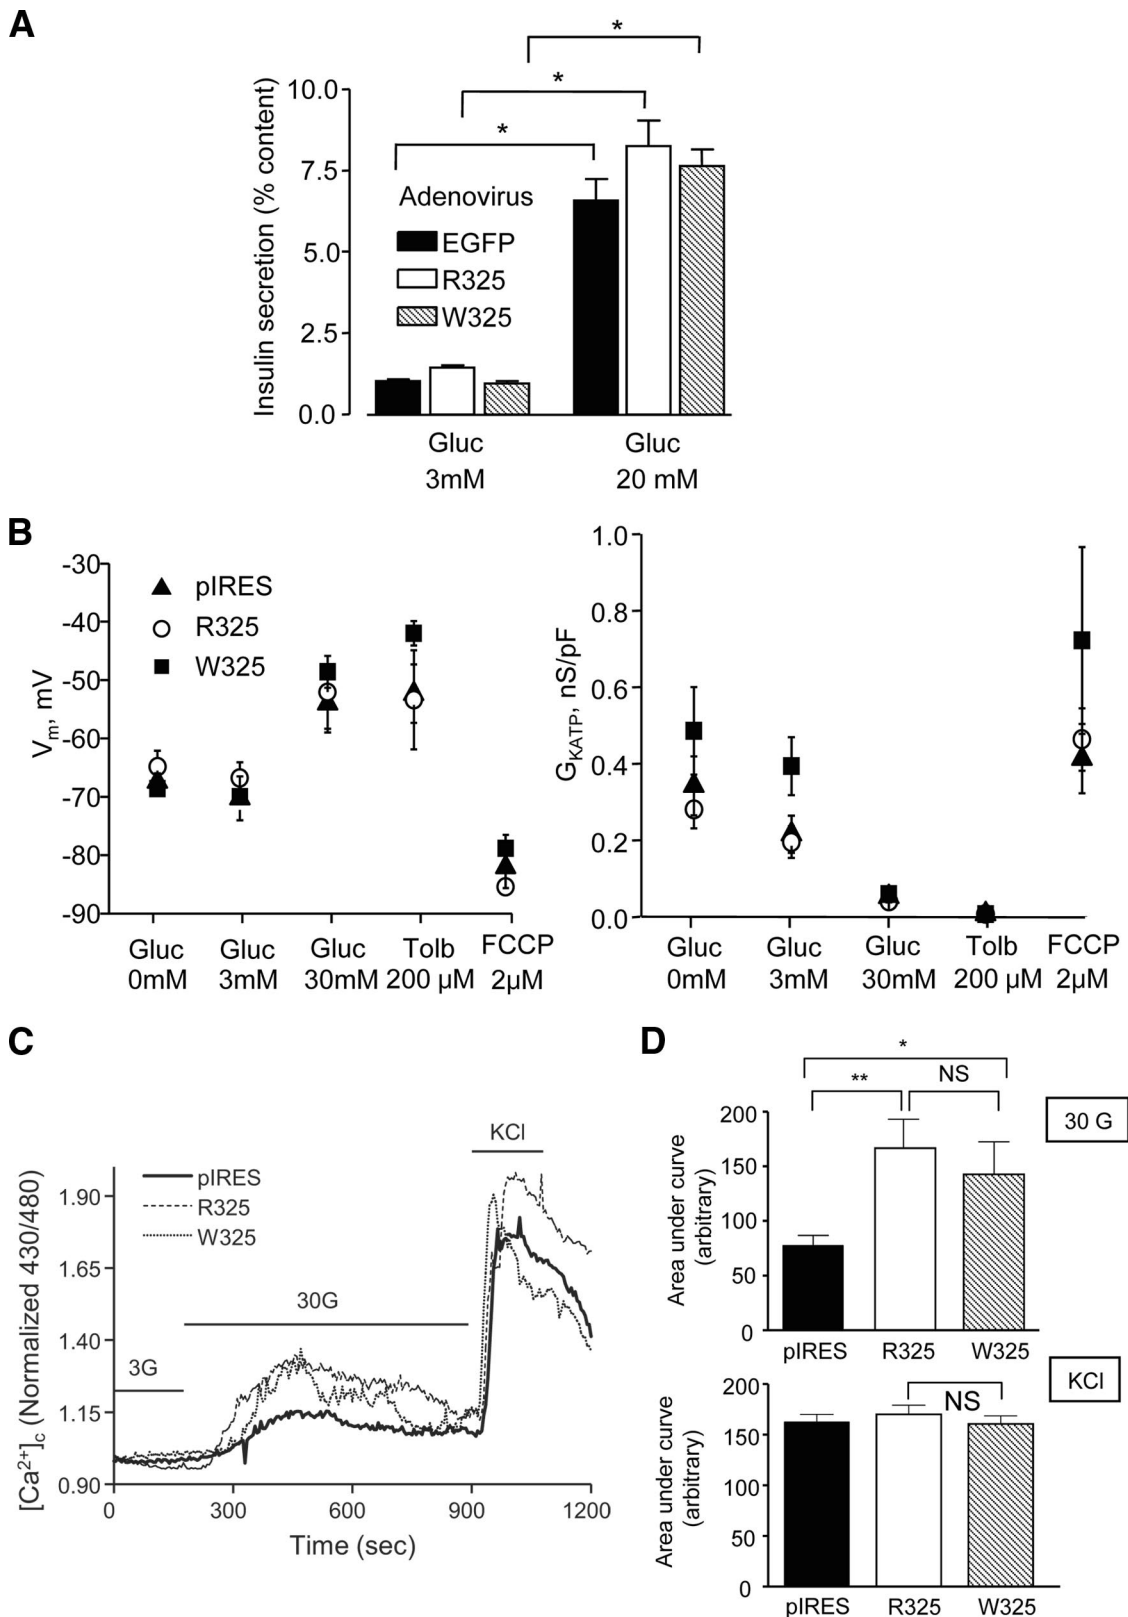 A
*
*
*
Insulin secretion (% content)
10.0
7.5
5.0
2.5
0.0
Adenovirus
EGFP
R325
W325
Gluc
3mM
Gluc
20 mM
B
Vm, mV
-30
-40
-50
-60
-70
-80
-90
pIRES
R325
W325
Gluc
0mM
Gluc
3mM
Gluc
30mM
Tolb
200 μM
FCCP
2μM
GKATP, nS/pF
1.0
0.8
0.6
0.4
0.2
0.0
Gluc
0mM
Gluc
3mM
Gluc
30mM
Tolb
200 μM
FCCP
2μM
C
[Ca2+]c (Normalized 430/480)
1.90
1.65
1.40
1.15
0.90
pIRES
R325
W325
3G
30G
KCl
0
300
600
900
1200
Time (sec)
D
*
**
NS
30 G
Area under curve
(arbitrary)
200
150
100
50
0
pIRES
R325
W325
KCl
NS
Area under curve
(arbitrary)
200
150
100
50
0
pIRES
R325
W325